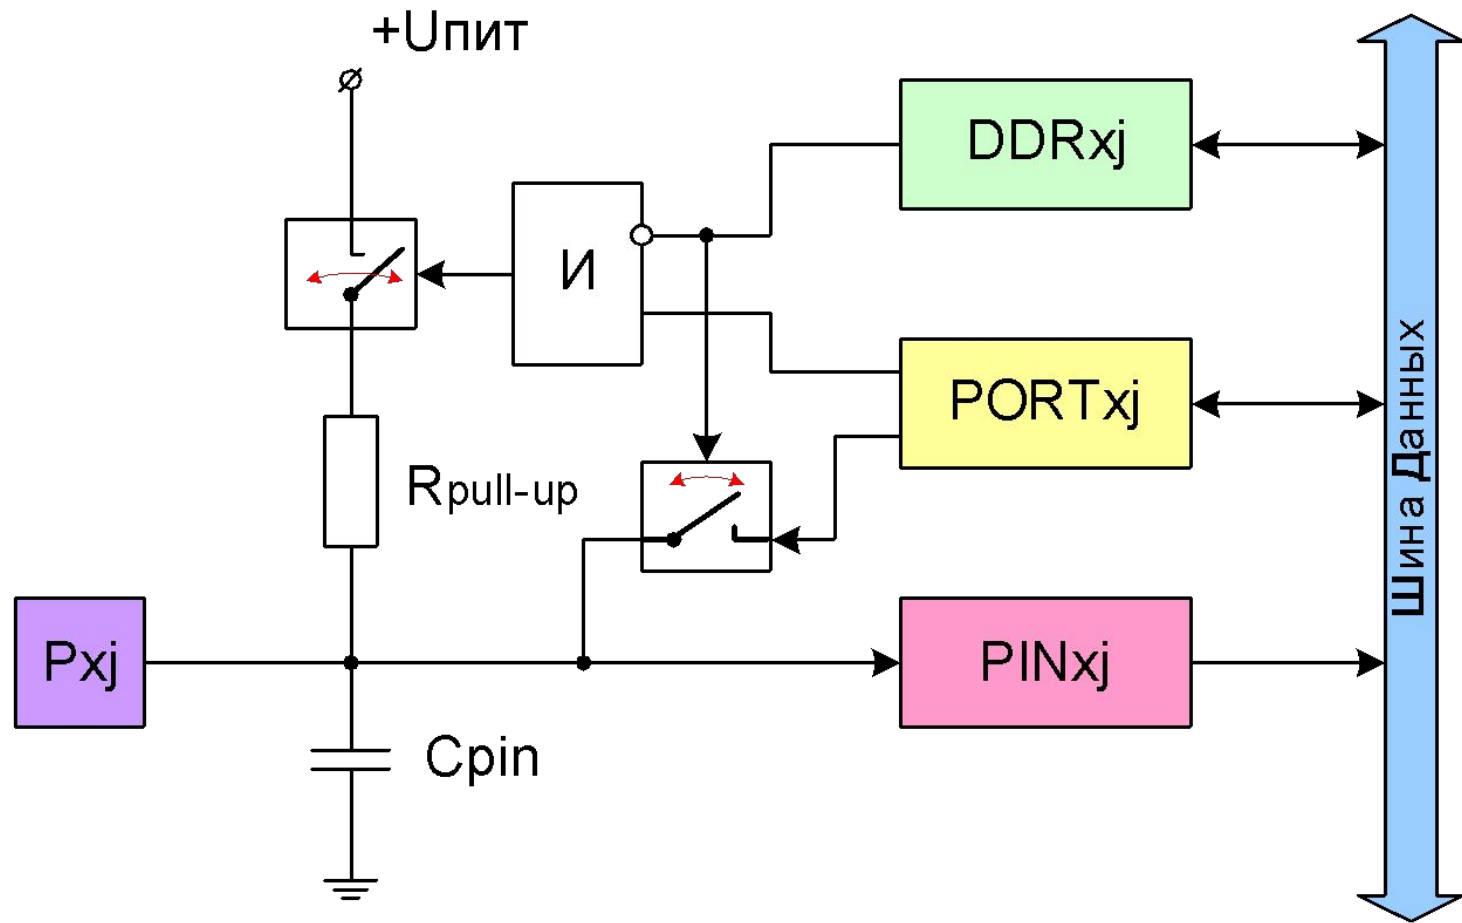 +Uпит
DDRxj
И
PORTxj
Rpull-up
Pxj
PINxj
Cpin
Шина Данных